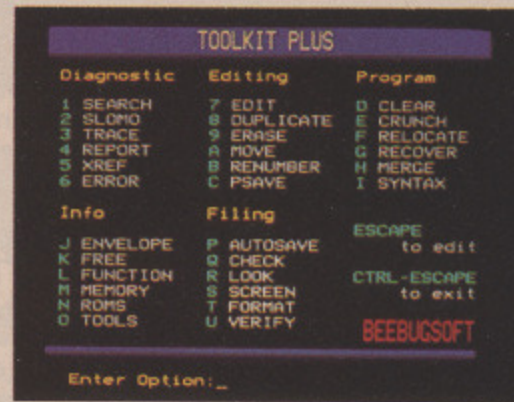 TOOLKIT PLUS
Diagnostic Editing Program
1 SEARCH 7 EDIT D CLEAR
2 SLOMO 8 DUPLICATE E CRUNCH
3 TRACE 9 ERASE F RELOCATE
4 REPORT A MOVE G RECOVER
5 XREF B RENUMBER H MERGE
6 ERROR C PSAVE I SYNTAX
Info Filing
J ENVELOPE P AUTOSAVE
K FREE Q CHECK
L FUNCTION R LOOK
M MEMORY S SCREEN
N ROMS T FORMAT
O TOOLS U VERIFY
ESCAPE
to edit
CTRL-ESCAPE
to exit
BEEBUGSOFT
Enter Option:_